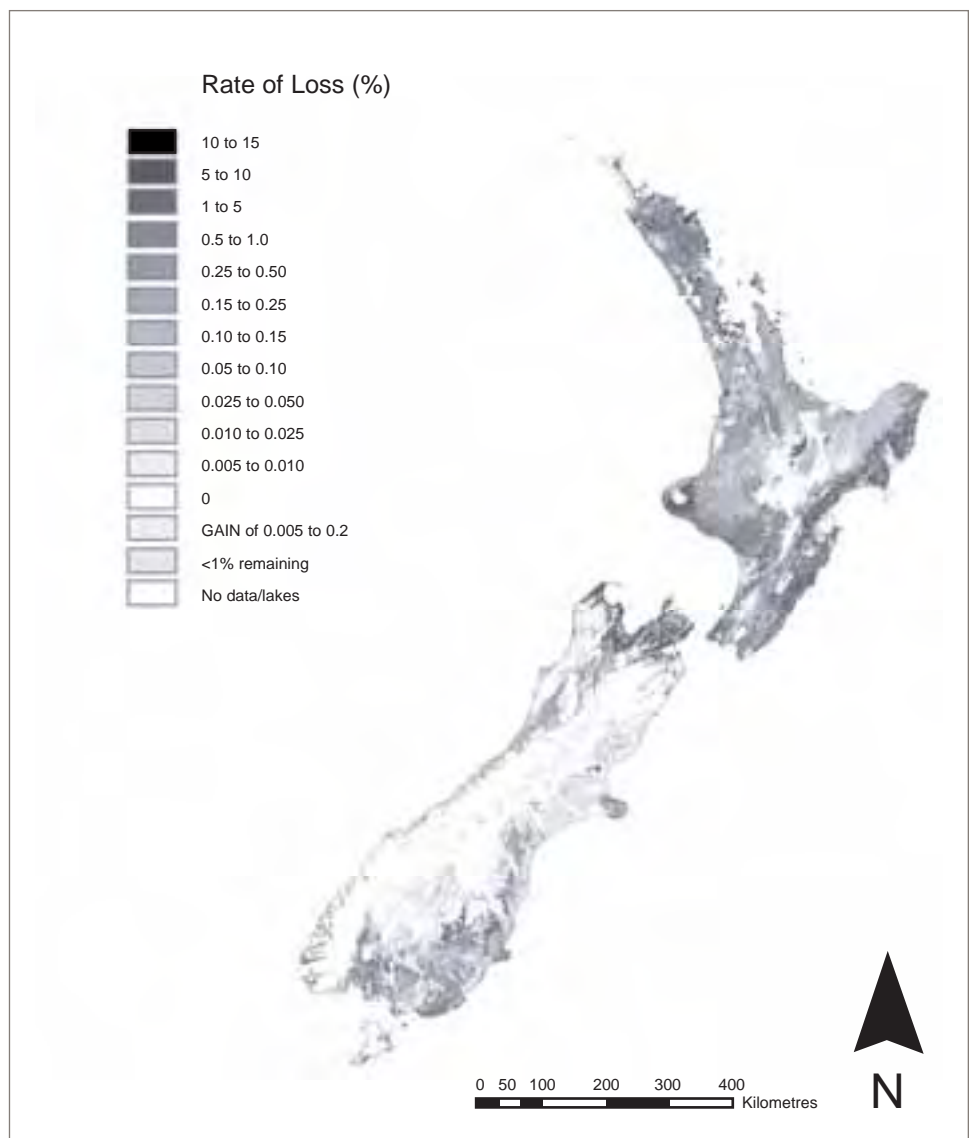 Rate of Loss (%)
10 to 15
5 to 10
1 to 5
0.5 to 1.0
0.25 to 0.50
0.15 to 0.25
0.10 to 0.15
0.05 to 0.10
0.025 to 0.050
0.010 to 0.025
0.005 to 0.010
0
GAIN of 0.005 to 0.2
<1% remaining
No data/lakes
0 50 100 200 300 400
Kilometres
N